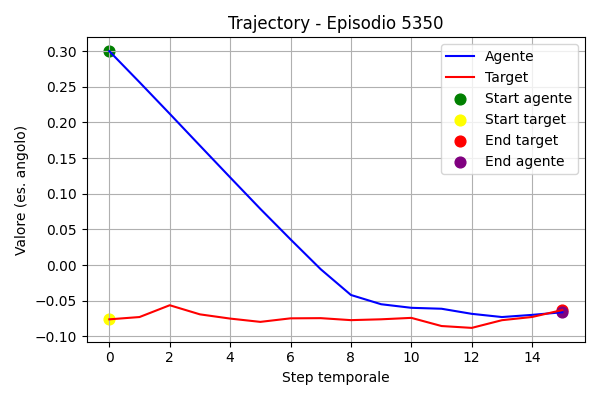 Trajectory - Episodio 5350
Agente
Target
Start agente
Start target
End target
End agente
Valore (es. angolo)
0.30
0.25
0.20
0.15
0.10
0.05
0.00
−0.05
−0.10
0 2 4 6 8 10 12 14
Step temporale